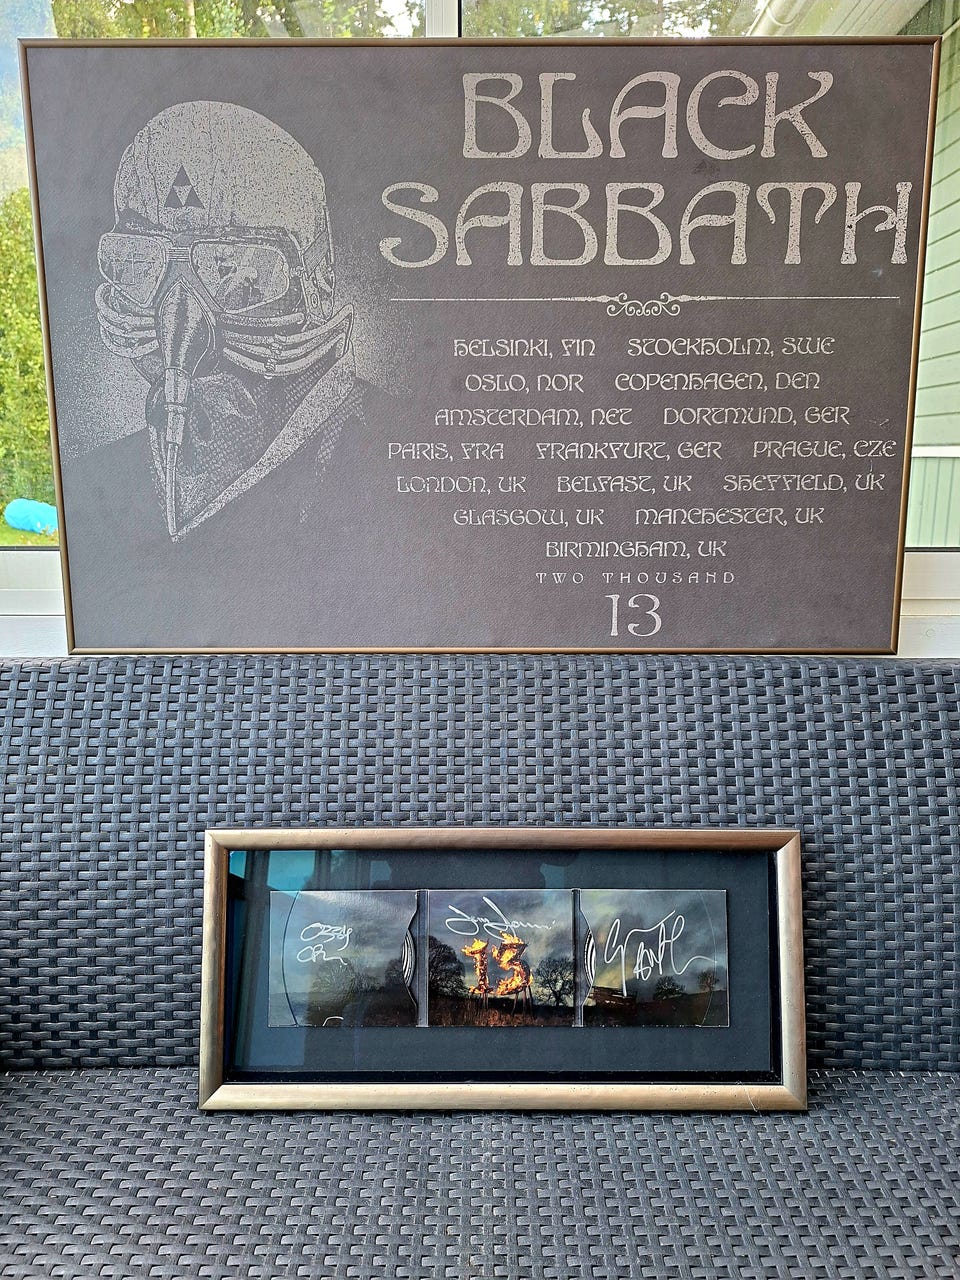 BLACK
SABBATH
HELSINKI, FIN STOCKHOLM, SWE
OSLO, NOR COPENHAGEN, DEN
AMSTERDAM, NET DORTMUND, GER
PARIS, FRA FRANKFURT, GER PRAGUE, CZE
LONDON, UK BELFAST, UK SHEFFIELD, UK
GLASGOW, UK MANCHESTER, UK
BIRMINGHAM, UK
TWO THOUSAND
13
13